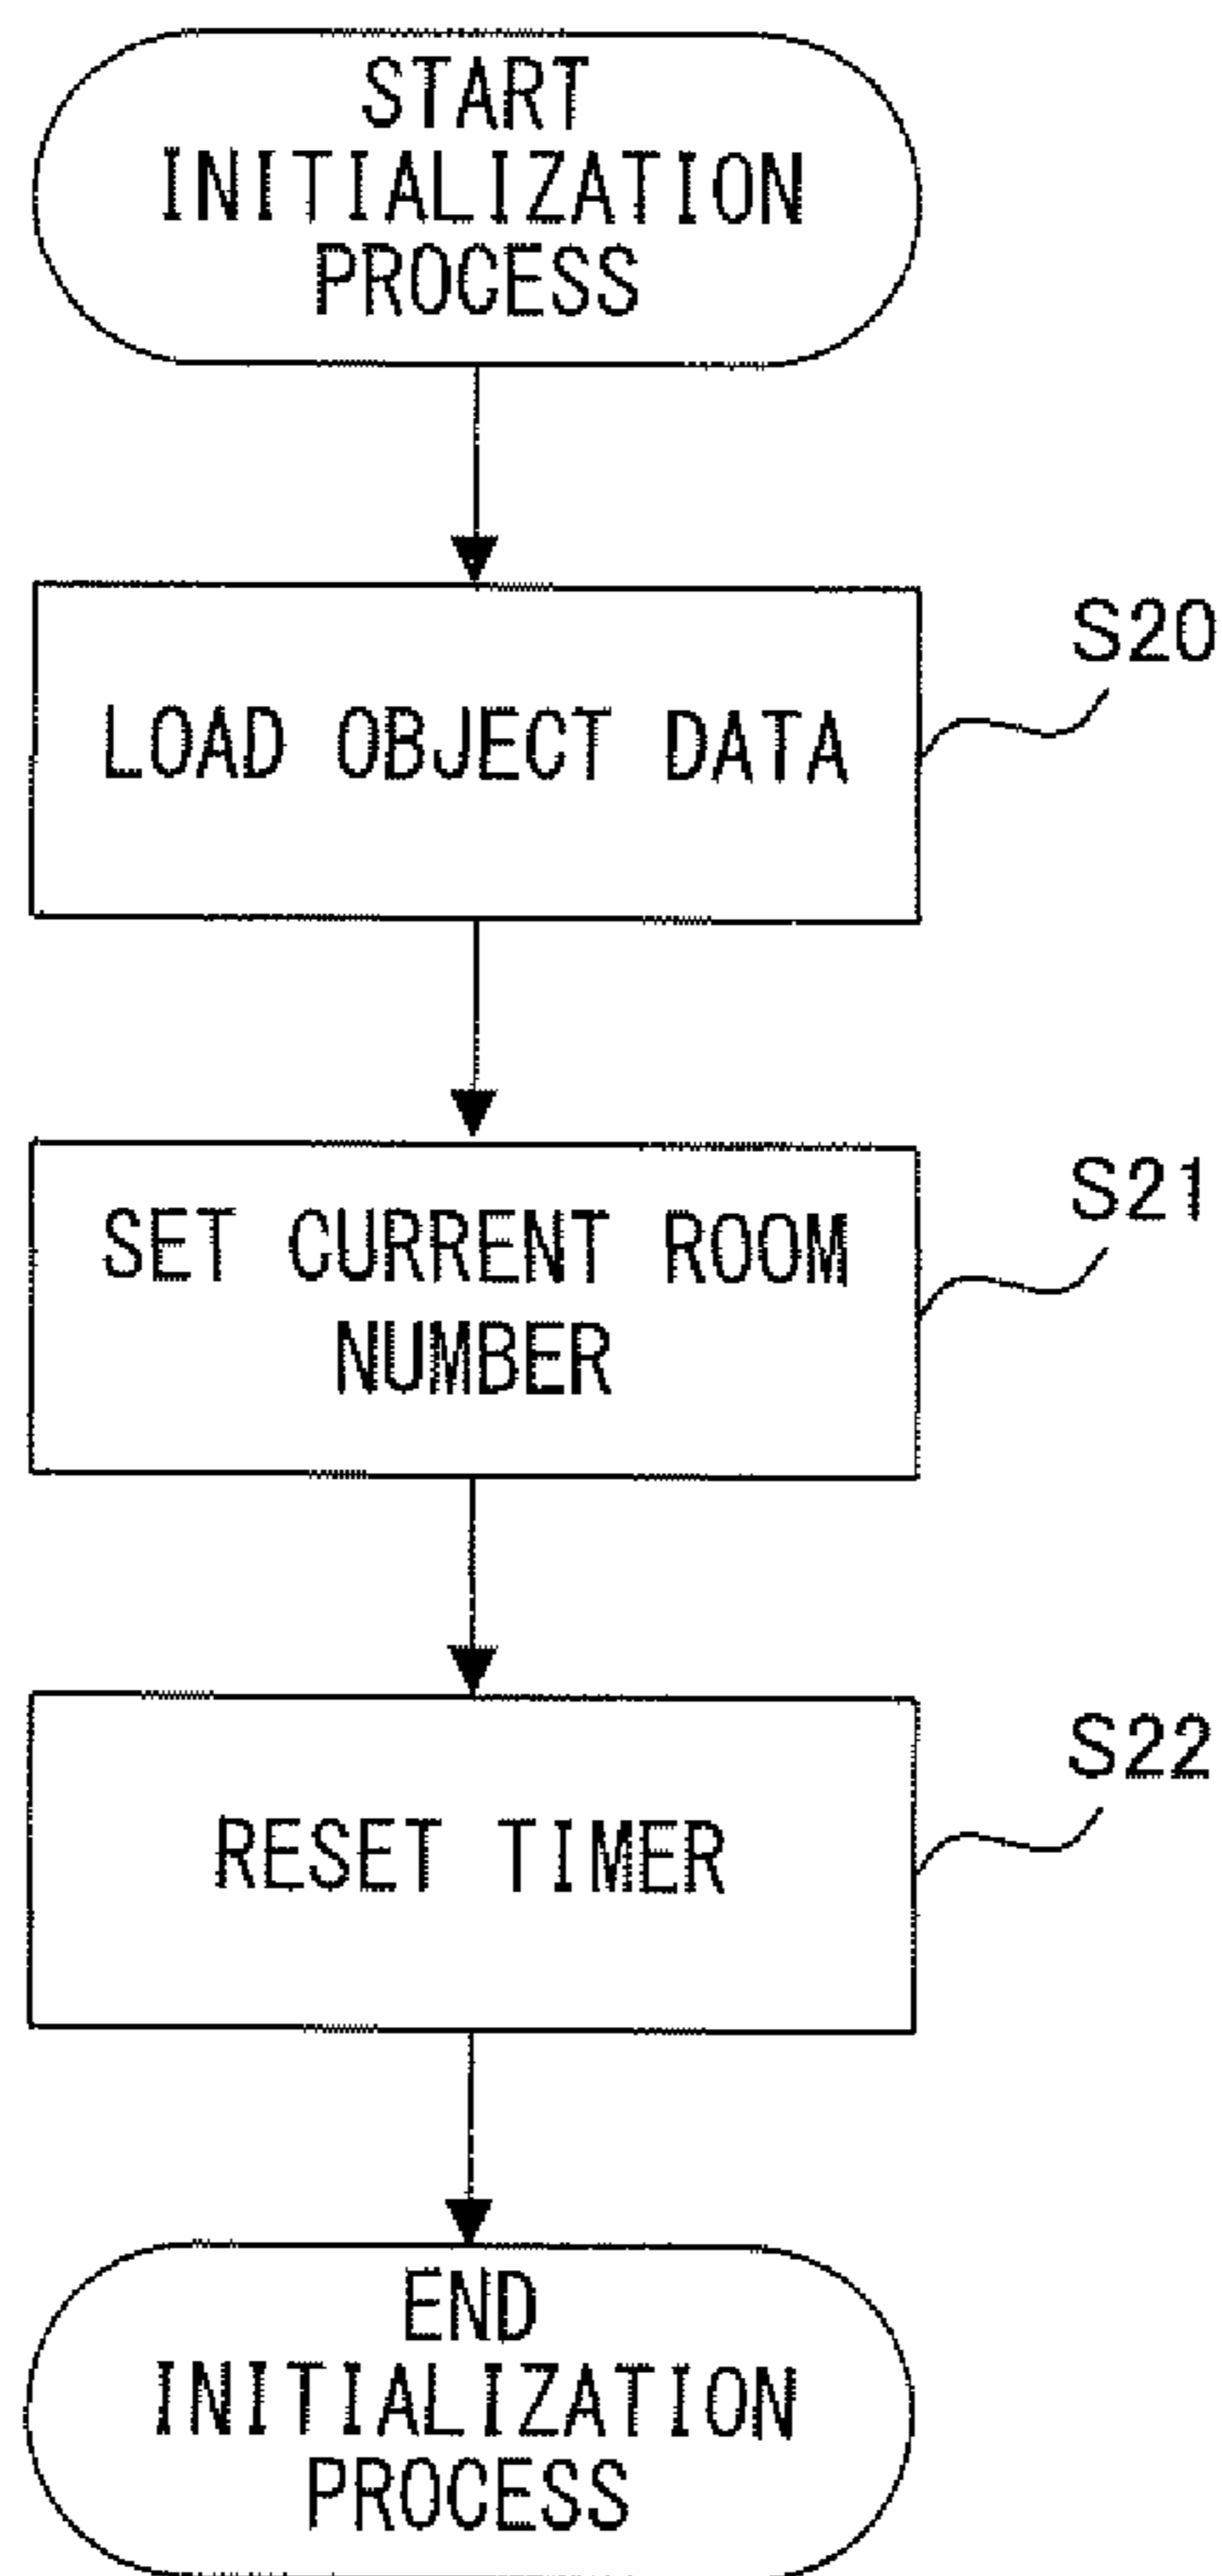 START
INITIALIZATION
PROCESS
S20
LOAD OBJECT DATA
S21
SET CURRENT ROOM
NUMBER
S22
RESET TIMER
END
INITIALIZATION
PROCESS